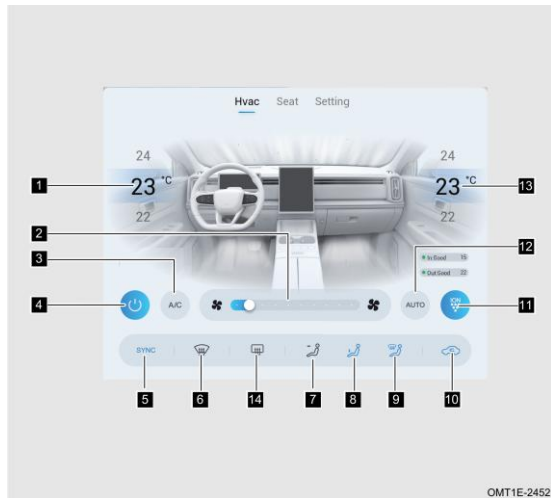 Hvac Seat Setting
24 24
1 23 °C 23 °C 13
22 22
2
12
3
In Good 16
Out Good 22
4 A/C AUTO ION 11
SYNC
5 6 14 7 8 9 10
OMT1E-2452